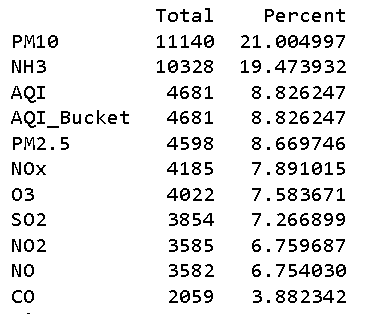 Total Percent
PM10 11140 21.004997
NH3 10328 19.473932
AQI 4681 8.826247
AQI_Bucket 4681 8.826247
PM2.5 4598 8.669746
NOx 4185 7.891015
O3 4022 7.583671
SO2 3854 7.266899
NO2 3585 6.759687
NO 3582 6.754030
CO 2059 3.882342